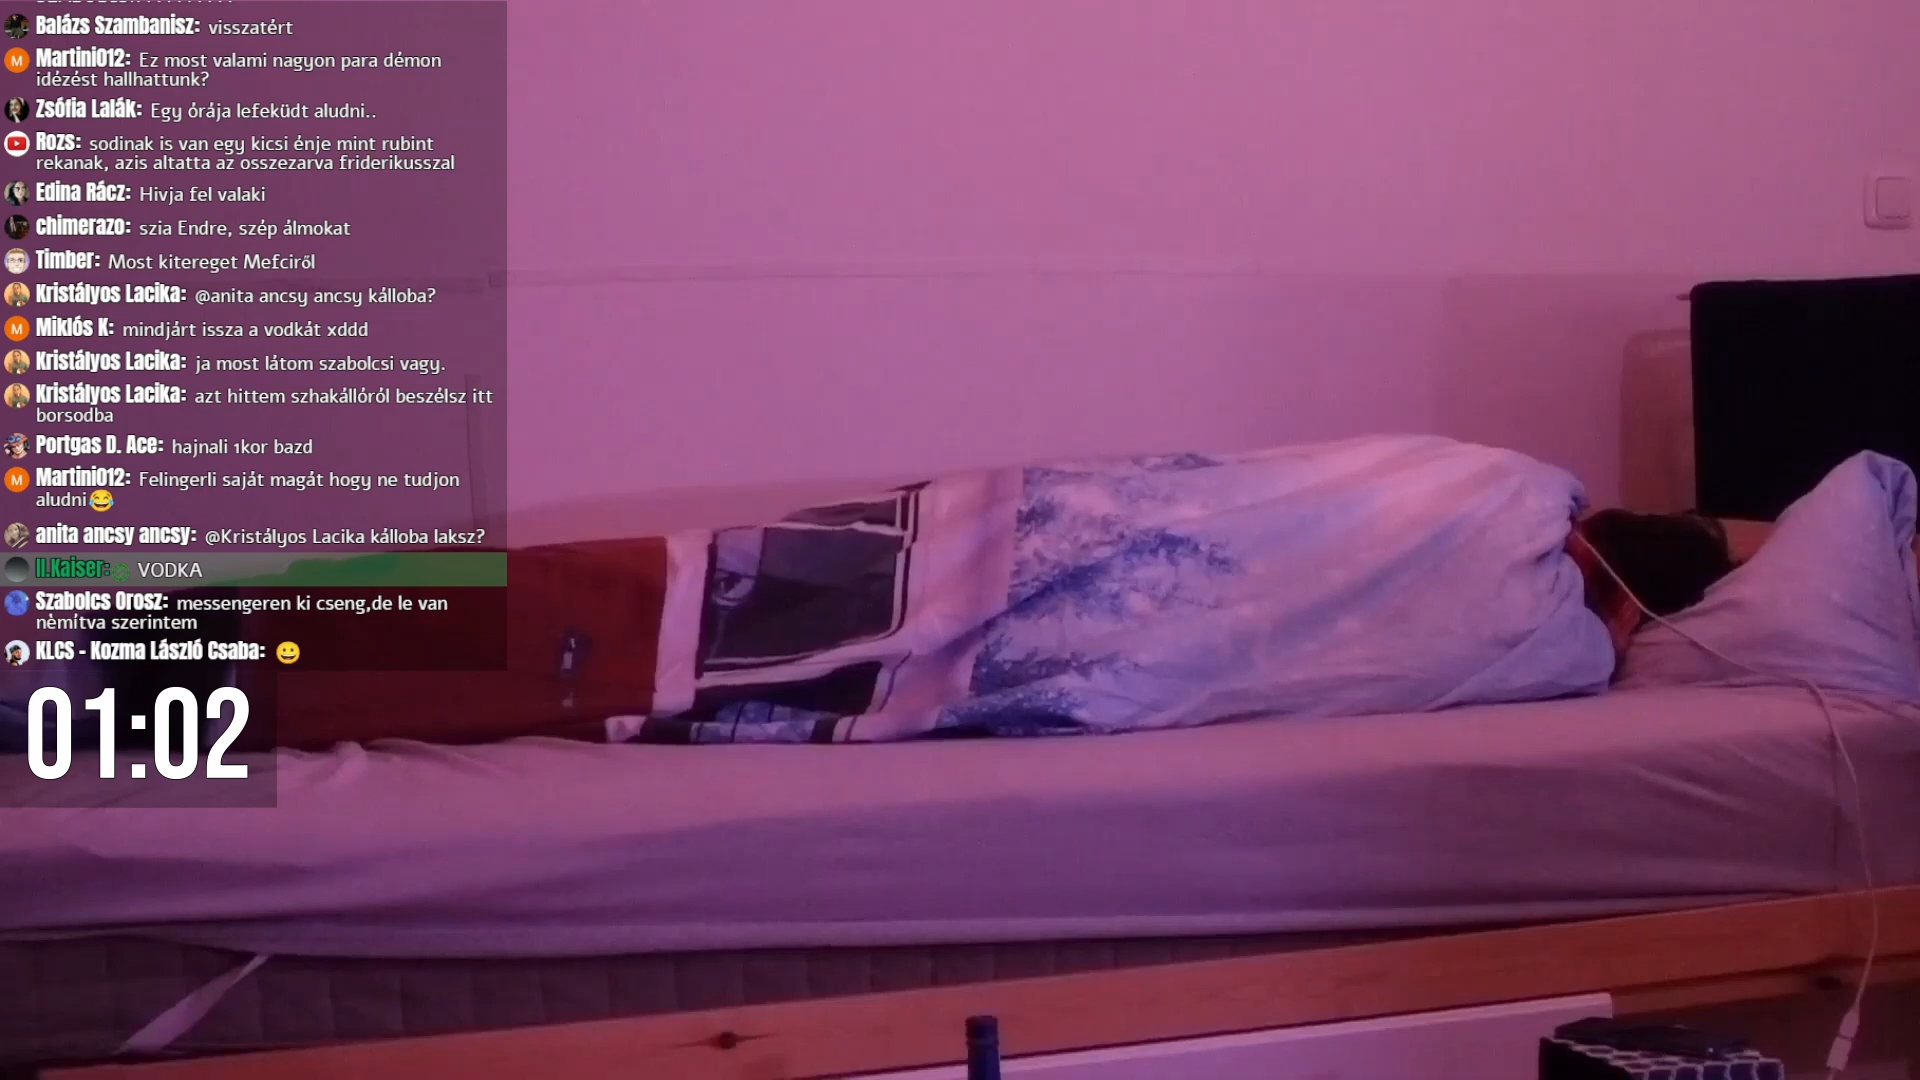 Balázs Szambanisz: visszatért
Martini012: Ez most valami nagyon para démon
idézést hallhattunk?
Zsófia Lalák: Egy órája lefeküdt aludni..
Rozs: sodinak is van egy kicsi énje mint rubint
rekanak, azis altatta az osszezarva friderikusszal
Edina Rácz: Hivja fel valaki
chimerazo: szia Endre, szép álmokat
Timber: Most kitereget Mefciről
Kristályos Lacika: @anita ancsy ancsy kálloba?
Miklós K: mindjárt issza a vodkát xddd
Kristályos Lacika: ja most látom szabolcsi vagy.
Kristályos Lacika: azt hittem szhakállóról beszélsz itt
borsodba
Portgas D. Ace: hajnali 1kor bazd
Martini012: Felingerli saját magát hogy ne tudjon
aludni😂
anita ancsy ancsy: @Kristályos Lacika kálloba laksz?
II.Kaiser: VODKA
Szabolcs Orosz: messengeren ki cseng,de le van
némítva szerintem
KLCS - Kozma László Csaba: 😀
01:02